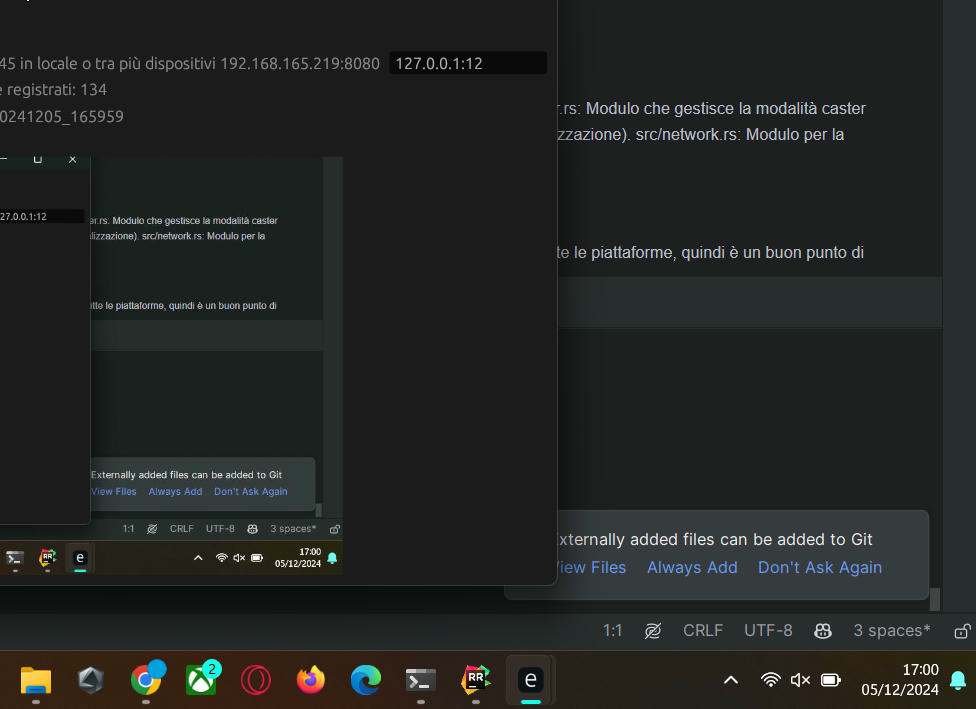 45 in locale o tra più dispositivi 192.168.165.219:8080 127.0.0.1:12
e registrati: 134
0241205_165959
r.rs: Modulo che gestisce la modalità caster
zzazione). src/network.rs: Modulo per la
te le piattaforme, quindi è un buon punto di
27.0.0.1:12
er.rs: Modulo che gestisce la modalità caster
lizzazione). src/network.rs: Modulo per la
tte le piattaforme, quindi è un buon punto di
Externally added files can be added to Git
View Files Always Add Don't Ask Again
1:1 CRLF UTF-8 3 spaces*
RR e 17:00
05/12/2024
xternally added files can be added to Git
iew Files Always Add Don't Ask Again
1:1 CRLF UTF-8 3 spaces*
2 RR e 17:00
05/12/2024